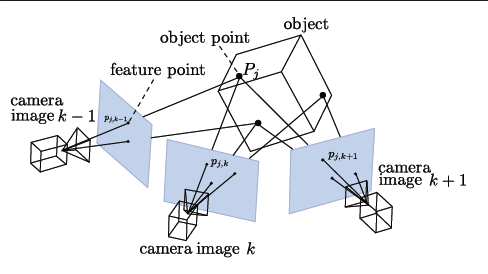 object
object point
P_j
feature point
camera
image k − 1
p_{j,k−1}
p_{j,k}
p_{j,k+1}
camera
image k + 1
camera image k